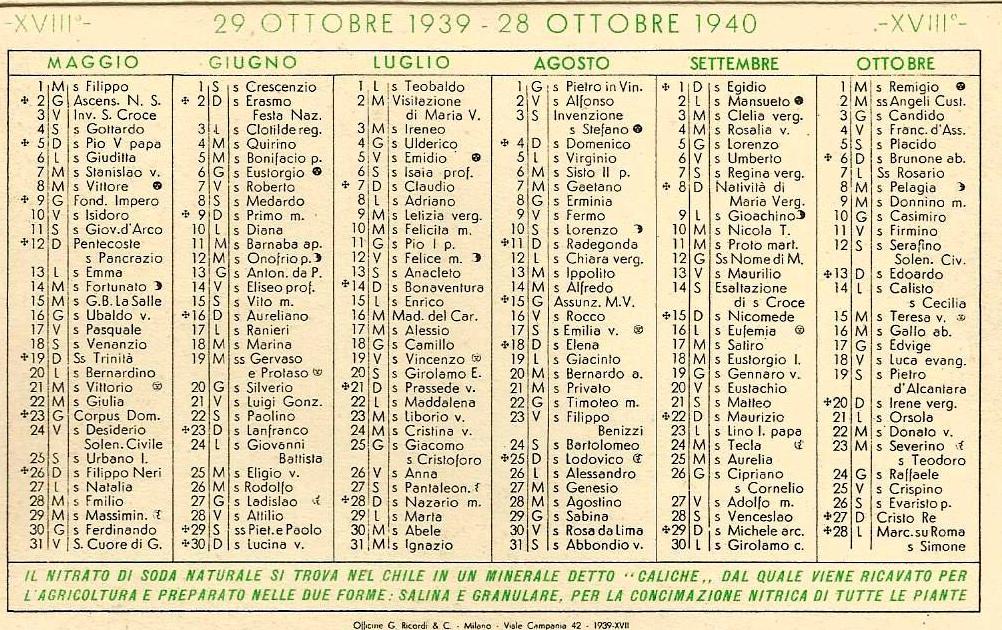 -XVIIIº- 29 OTTOBRE 1939 - 28 OTTOBRE 1940 -XVIIIº-
MAGGIO
1 M s Filippo
✠ 2 G Ascens. N. S.
3 V Inv. S. Croce
4 S s Gottardo
✠ 5 D s Pio V papa
6 L s Giuditta
7 M s Stanislao v.
8 M s Vittore
✠ 9 G Fond. Impero
10 V s Isidoro
11 S s Giov. d'Arco
✠ 12 D Pentecoste
s Pancrazio
13 L s Emma
14 M s Fortunato
15 M s G.B. La Salle
16 G s Ubaldo v.
17 V s Pasquale
18 S s Venanzio
✠ 19 D Ss Trinità
20 L s Bernardino
21 M s Vittorio
22 M s Giulia
✠ 23 G Corpus Dom.
24 V s Desiderio
Solen. Civile
25 S s Urbano I.
✠ 26 D s Filippo Neri
27 L s Natalia
28 M s Emilio
29 M s Massimin.
30 G s Ferdinando
31 V S. Cuore di G.
GIUGNO
1 S s Crescenzio
✠ 2 D s Erasmo
Festa Naz.
3 L s Clotilde reg.
4 M s Quirino
5 M s Bonifacio p.
6 G s Eustorgio
7 V s Roberto
8 S s Medardo
✠ 9 D s Primo m.
10 L s Diana
11 M s Barnaba ap.
12 M s Onofrio p.
13 G s Anton. da P.
14 V s Eliseo prof.
15 S s Vito m.
✠ 16 D s Aureliano
17 L s Ranieri
18 M s Marina
19 M ss Gervaso
e Protaso
20 G s Silverio
21 V s Luigi Gonz.
22 S s Paolino
✠ 23 D s Lanfranco
24 L s Giovanni
Battista
25 M s Eligio v.
26 M s Rodolfo
27 G s Ladislao
28 V s Attilio
✠ 29 S ss Piet. e Paolo
✠ 30 D s Lucina v.
LUGLIO
1 L s Teobaldo
2 M Visitazione
di Maria V.
3 M s Ireneo
4 G s Ulderico
5 V s Emidio
6 S s Isaia prof.
✠ 7 D s Claudio
8 L s Adriano
9 M s Letizia verg.
10 M s Felicita m.
11 G s Pio I p.
12 V s Felice m.
13 S s Anacleto
✠ 14 D s Bonaventura
15 L s Enrico
16 M Mad. del Car.
17 M s Alessio
18 G s Camillo
19 V s Vincenzo
20 S s Girolamo E.
✠ 21 D s Prassede v.
22 L s Maddalena
23 M s Liborio v.
24 M s Cristina v.
25 G s Giacomo
s Cristoforo
26 V s Anna
27 S s Pantaleon.
✠ 28 D s Nazario m.
29 L s Marta
30 M s Abele
31 M s Ignazio
AGOSTO
1 G s Pietro in Vin.
2 V s Alfonso
3 S Invenzione
s Stefano
✠ 4 D s Domenico
5 L s Virginio
6 M s Sisto II p.
7 M s Gaetano
8 G s Erminia
9 V s Fermo
10 S s Lorenzo
✠ 11 D s Radegonda
12 L s Chiara verg.
13 M s Ippolito
14 M s Alfredo
✠ 15 G Assunz. M.V.
16 V s Rocco
17 S s Emilia v.
✠ 18 D s Elena
19 L s Giacinto
20 M s Bernardo a.
21 M s Privato
22 G s Timoteo m.
23 V s Filippo
Benizzi
24 S s Bartolomeo
✠ 25 D s Lodovico
26 L s Alessandro
27 M s Genesio
28 M s Agostino
29 G s Sabina
30 V s Rosa da Lima
31 S s Abbondio v.
SETTEMBRE
✠ 1 D s Egidio
2 L s Mansueto
3 M s Clelia verg.
4 M s Rosalia v.
5 G s Lorenzo
6 V s Umberto
7 S s Regina verg.
✠ 8 D Natività di
Maria Verg.
9 L s Gioachino
10 M s Nicola T.
11 M s Proto mart.
12 G Ss Nome di M.
13 V s Maurilio
14 S Esaltazione
di s Croce
✠ 15 D s Nicomede
16 L s Eufemia
17 M s Satiro
18 M s Eustorgio I.
19 G s Gennaro v.
20 V s Eustachio
21 S s Matteo
✠ 22 D s Maurizio
23 L s Lino I. papa
24 M s Tecla
25 M s Aurelia
26 G s Cipriano
s Cornelio
27 V s Adolfo m.
28 S s Venceslao
✠ 29 D s Michele arc.
30 L s Girolamo c.
OTTOBRE
1 M s Remigio
2 M ss Angeli Cust.
3 G s Candido
4 V s Franc. d'Ass.
5 S s Placido
✠ 6 D s Brunone ab.
7 L Ss Rosario
8 M s Pelagia
9 M s Donnino m.
10 G s Casimiro
11 V s Firmino
12 S s Serafino
Solen. Civ.
✠ 13 D s Edoardo
14 L s Calisto
s Cecilia
15 M s Teresa v.
16 M s Gallo ab.
17 G s Edvige
18 V s Luca evang.
19 S s Pietro
d'Alcantara
✠ 20 D s Irene verg.
21 L s Orsola
22 M s Donato v.
23 M s Severino
s Teodoro
24 G s Raffaele
25 V s Crispino
26 S s Evaristo p.
✠ 27 D Cristo Re
✠ 28 L Marc. su Roma
s Simone
IL NITRATO DI SODA NATURALE SI TROVA NEL CHILE IN UN MINERALE DETTO "CALICHE,, DAL QUALE VIENE RICAVATO PER
L'AGRICOLTURA E PREPARATO NELLE DUE FORME: SALINA E GRANULARE, PER LA CONCIMAZIONE NITRICA DI TUTTE LE PIANTE
Officine G. Ricordi & C. - Milano - Viale Campania 42 - 1939-XVII